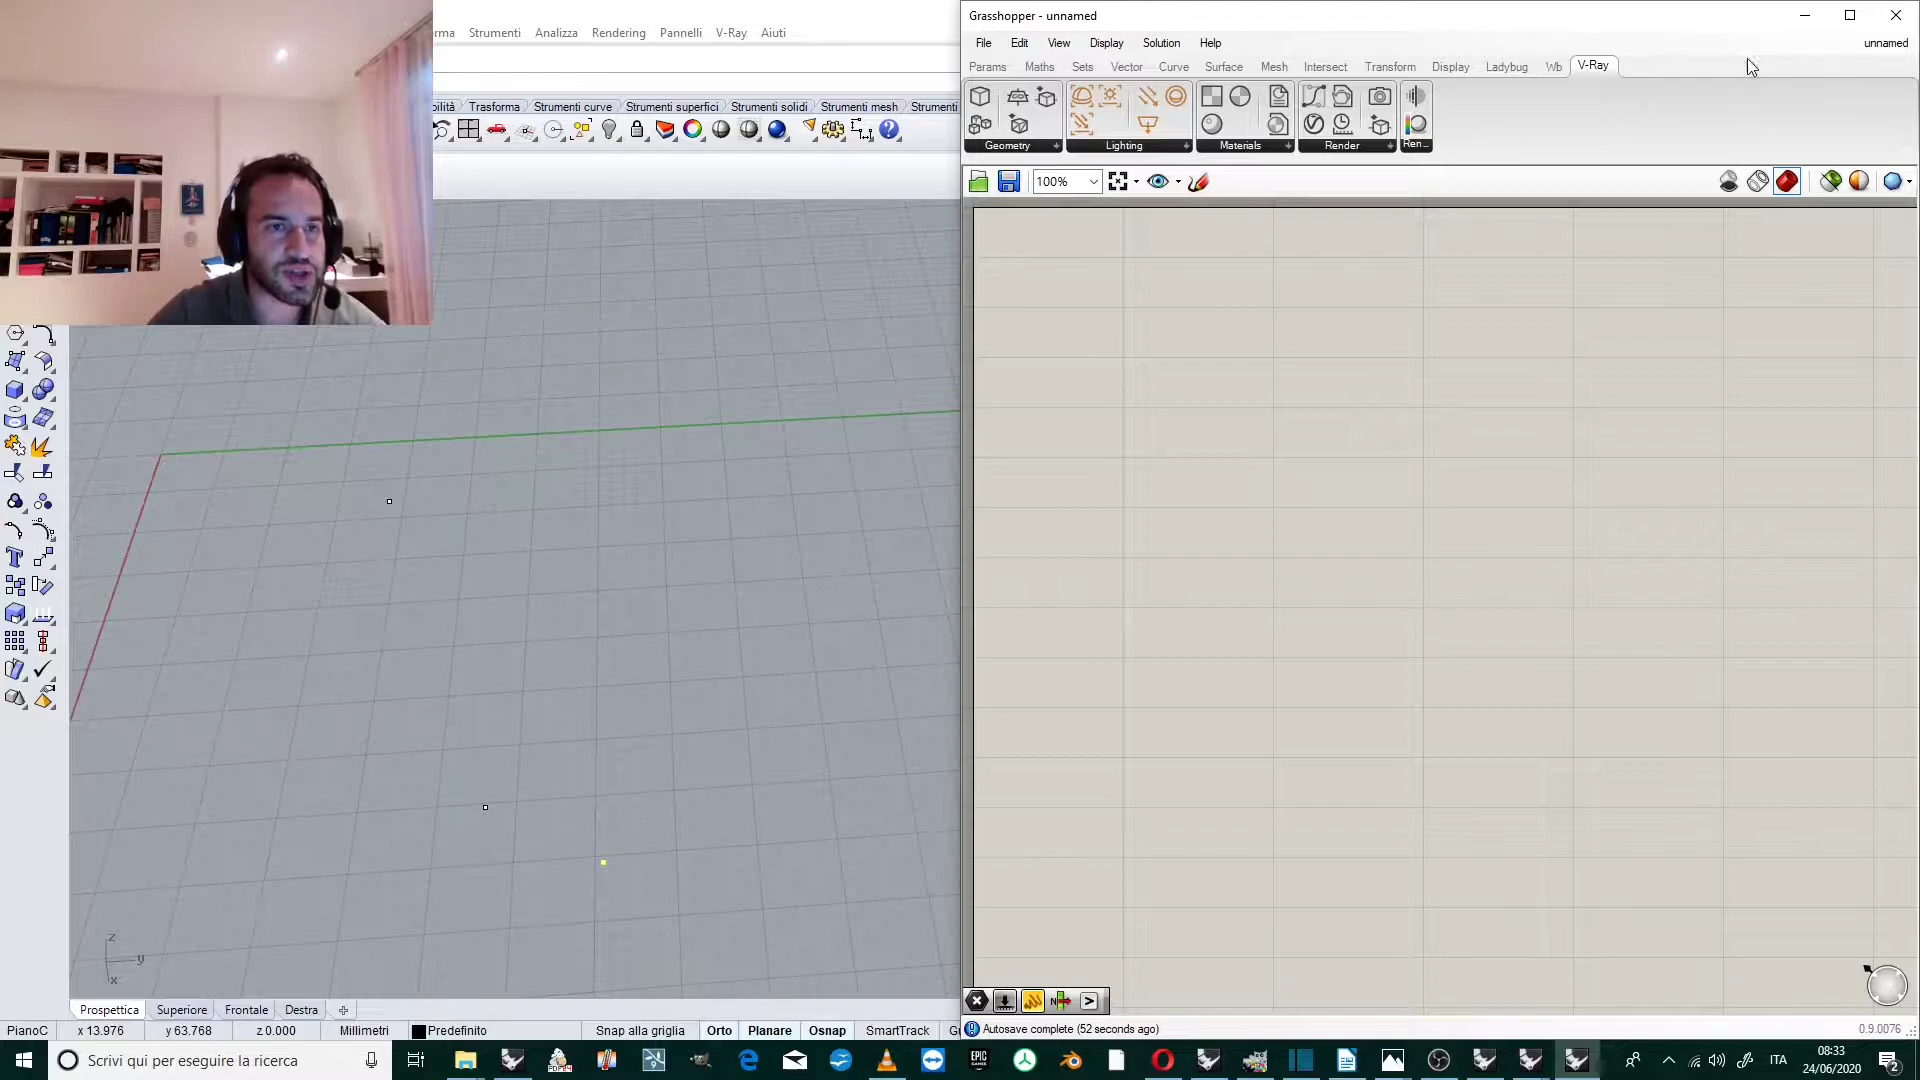 Grasshopper - unnamed
rma Strumenti Analizza Rendering Pannelli V-Ray Aiuti
File Edit View Display Solution Help
unnamed
Params Maths Sets Vector Curve Surface Mesh Intersect Transform Display Ladybug Wb V-Ray
bilità Trasforma Strumenti curve Strumenti superfici Strumenti solidi Strumenti mesh Strumenti
Geometry
Lighting
Materials
Render
Ren...
100%
z
y
x
Prospettica Superiore Frontale Destra
PianoC x 13.976 y 63.768 z 0.000 Millimetri Predefinito Snap alla griglia Orto Planare Osnap SmartTrack
Autosave complete (52 seconds ago)
0.9.0076
Scrivi qui per eseguire la ricerca
EPIC GAMES
ITA
08:33
24/06/2020
2